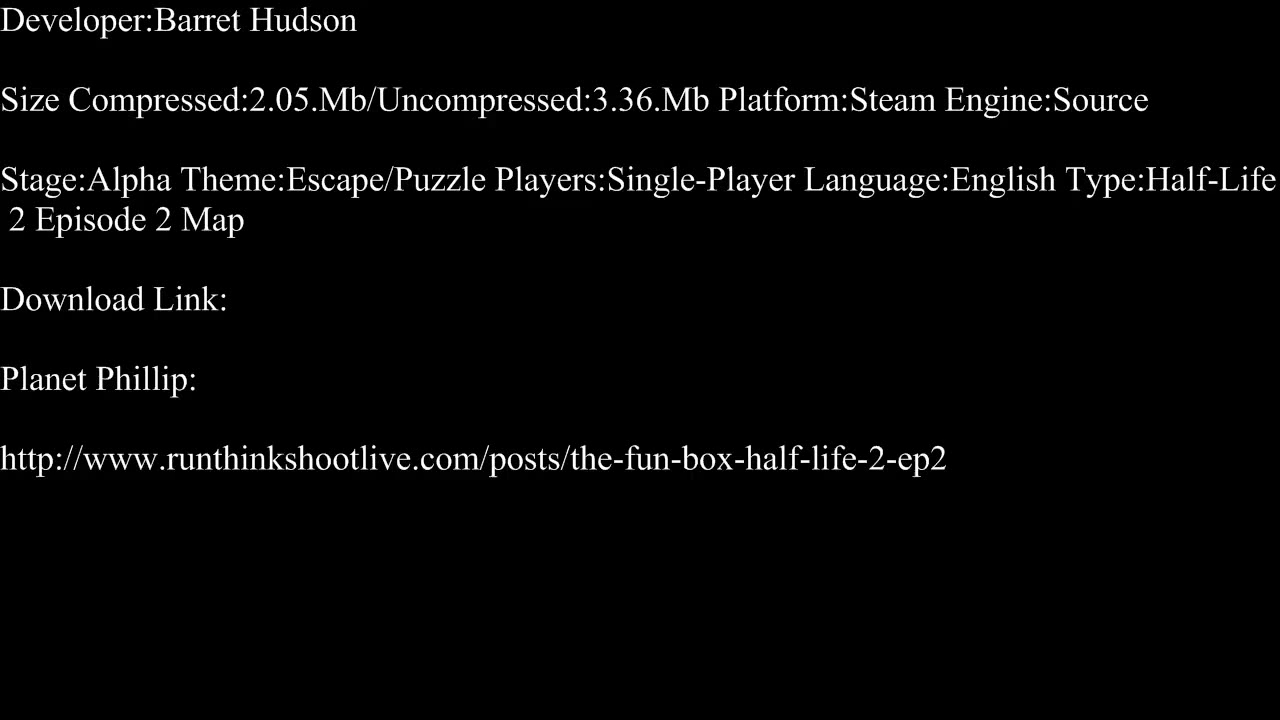 Developer:Barret Hudson
Size Compressed:2.05.Mb/Uncompressed:3.36.Mb Platform:Steam Engine:Source
Stage:Alpha Theme:Escape/Puzzle Players:Single-Player Language:English Type:Half-Life
2 Episode 2 Map
Download Link:
Planet Phillip:
http://www.runthinkshootlive.com/posts/the-fun-box-half-life-2-ep2